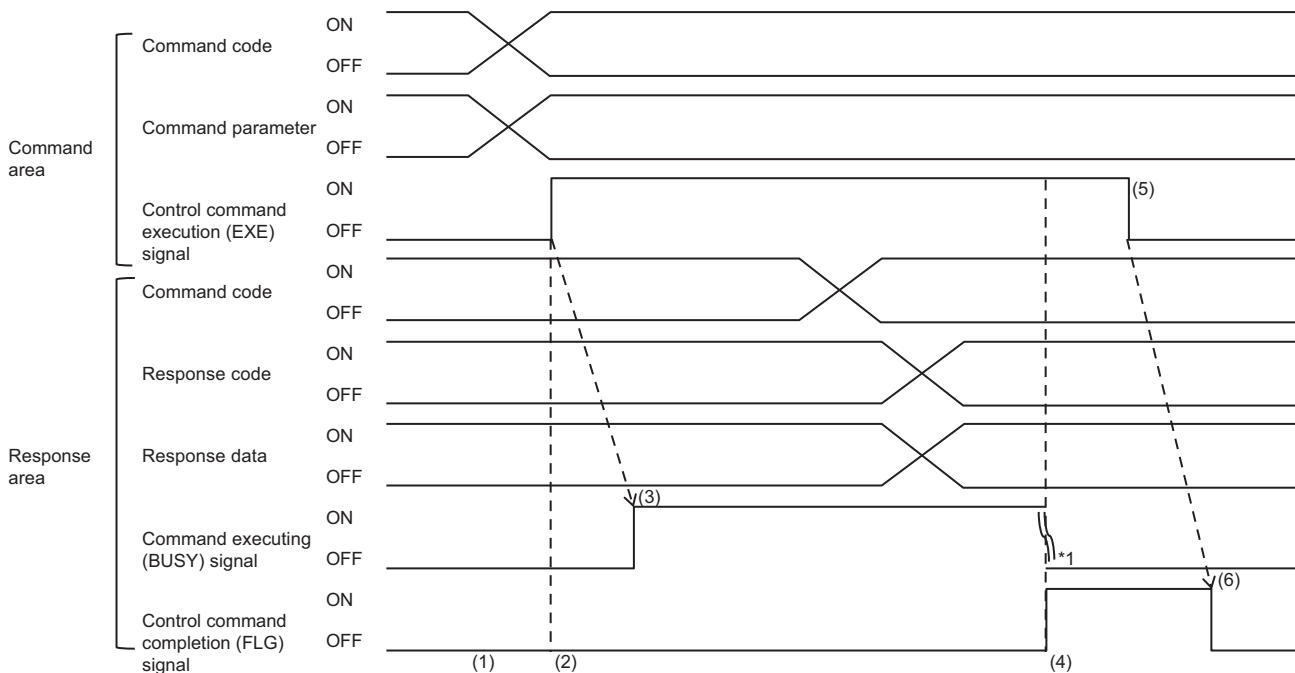 Command area
Command code
ON
OFF
Command parameter
ON
OFF
Control command
execution (EXE)
signal
ON
OFF
(5)
Response area
Command code
ON
OFF
Response code
ON
OFF
Response data
ON
OFF
(3)
Command executing
(BUSY) signal
ON
OFF
*1
(6)
Control command
completion (FLG)
signal
ON
OFF
(1)
(2)
(4)